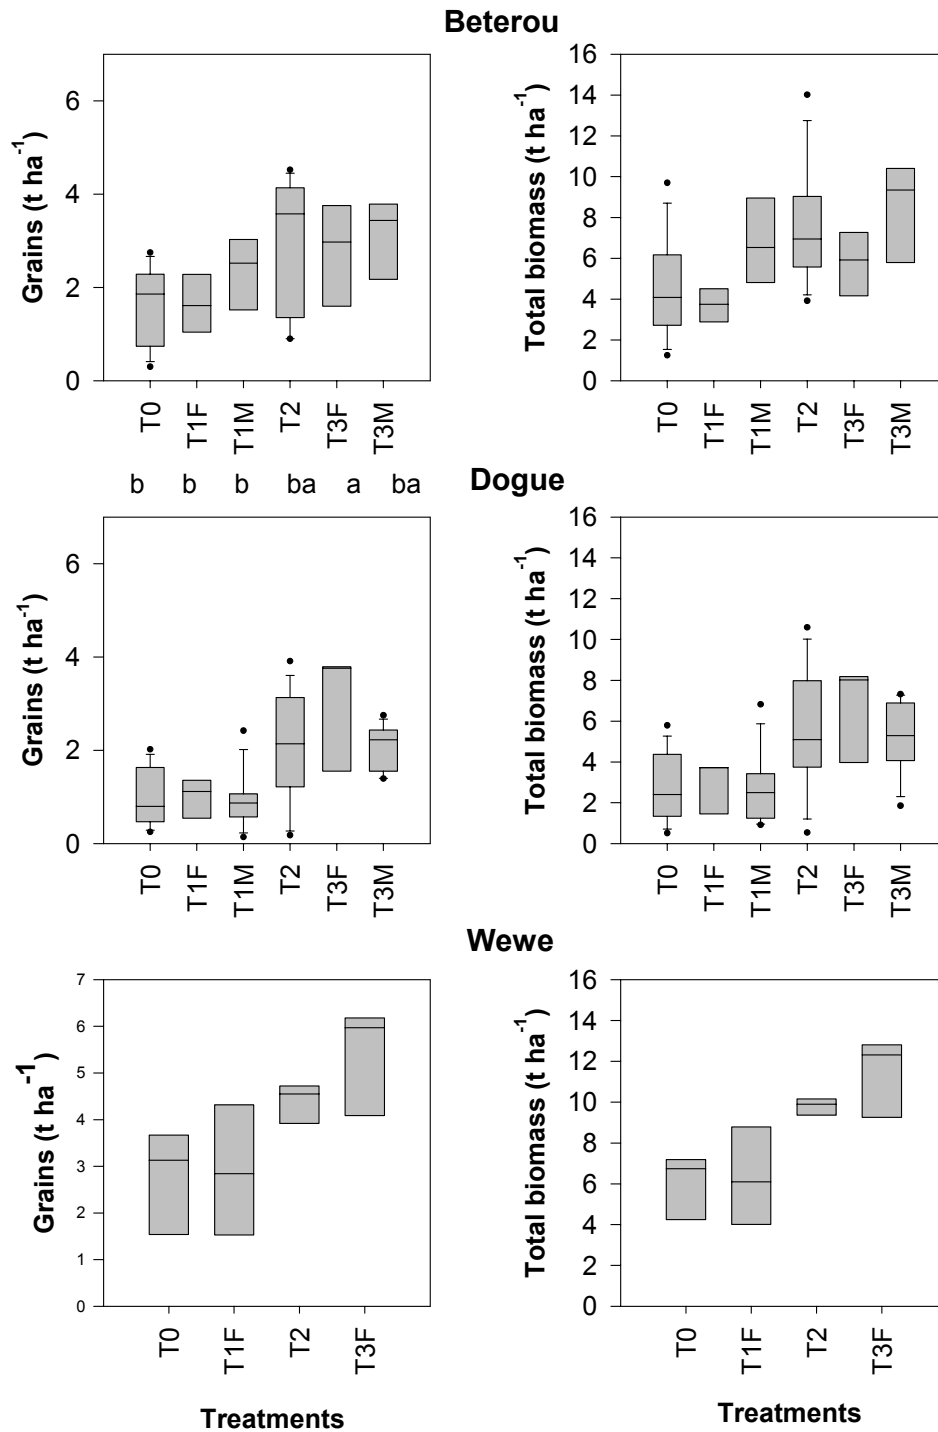 Beterou
Grains (t ha-1)
6
4
2
0
T0 T1F T1M T2 T3F T3M
Total biomass (t ha-1)
16
14
12
10
8
6
4
2
0
T0 T1F T1M T2 T3F T3M
b b b ba a ba
Dogue
Grains (t ha-1)
6
4
2
0
T0 T1F T1M T2 T3F T3M
Total biomass (t ha-1)
16
14
12
10
8
6
4
2
0
T0 T1F T1M T2 T3F T3M
Wewe
Grains (t ha-1)
7
6
5
4
3
2
1
0
T0 T1F T2 T3F
Treatments
Total biomass (t ha-1)
16
14
12
10
8
6
4
2
0
T0 T1F T2 T3F
Treatments